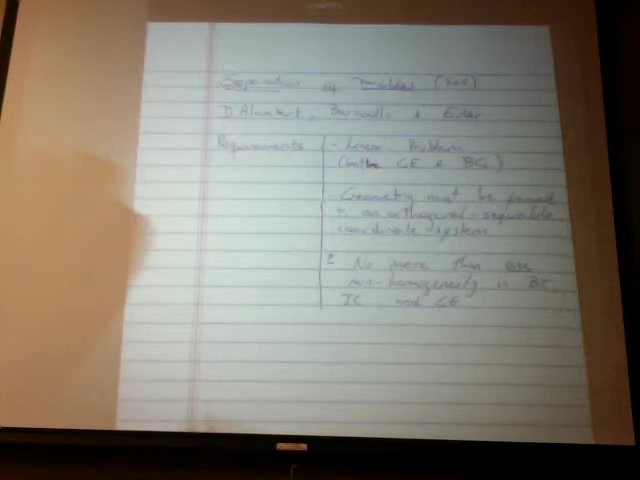 Separation of Variables (SoV)
D'Alembert, Bernoulli + Euler
Requirements - Linear Problem
(both GE & BCs)
Geometry must be posed
in an orthogonal-separable
coordinate system
No more than one
non-homogeneity in BC,
IC, and GE